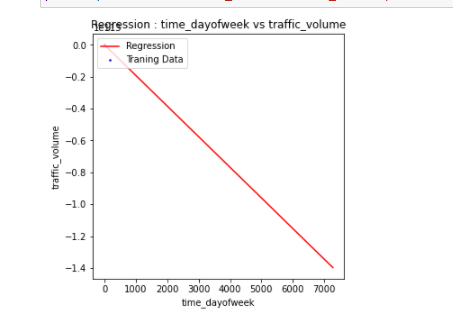 Regression : time_dayofweek vs traffic_volume
1e115
Regression
Traning Data
0.0
−0.2
−0.4
−0.6
−0.8
−1.0
−1.2
−1.4
traffic_volume
0 1000 2000 3000 4000 5000 6000 7000
time_dayofweek